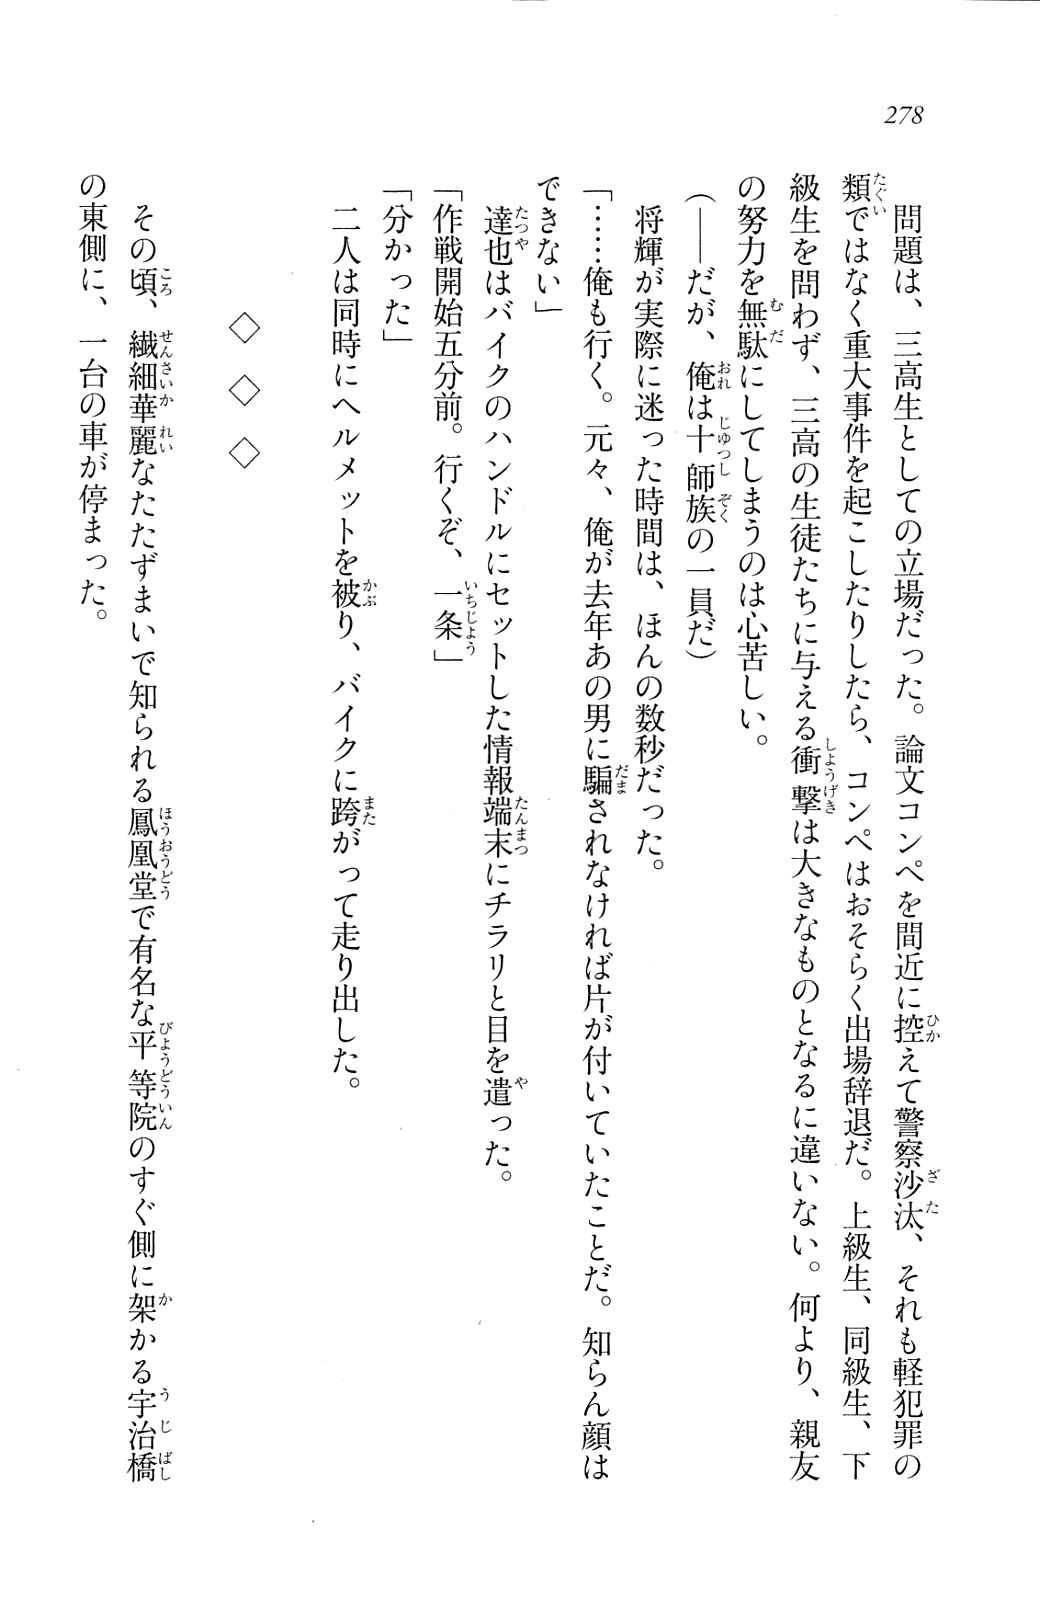 278
問題は、三高生としての立場だった。論文コンペを間近に控えて警察沙汰、それも軽犯罪の
類ではなく重大事件を起こしたりしたら、コンペはおそらく出場辞退だ。上級生、同級生、下
級生を問わず、三高の生徒たちに与える衝撃は大きなものとなるに違いない。何より、親友
の努力を無駄にしてしまうのは心苦しい。
(――だが、俺は十師族の一員だ)
将輝が実際に迷った時間は、ほんの数秒だった。
「……俺も行く。元々、俺が去年あの男に騙されなければ片が付いていたことだ。知らん顔は
できない」
達也はバイクのハンドルにセットした情報端末にチラリと目を遣った。
「作戦開始五分前。行くぞ、一条」
「分かった」
二人は同時にヘルメットを被り、バイクに跨がって走り出した。
◇ ◇ ◇
その頃、繊細華麗なたたずまいで知られる鳳凰堂で有名な平等院のすぐ側に架かる宇治橋
の東側に、一台の車が停まった。